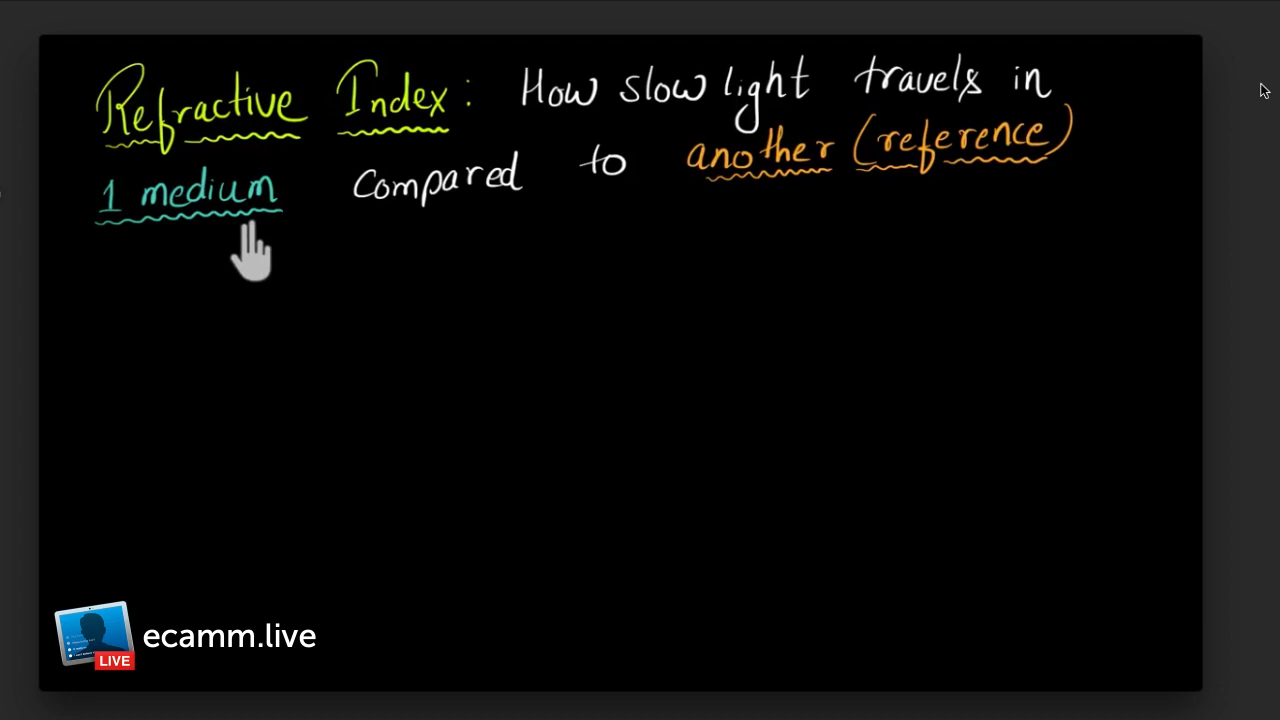 Refractive Index: How slow light travels in
1 medium compared to another (reference)
ecamm.live
LIVE